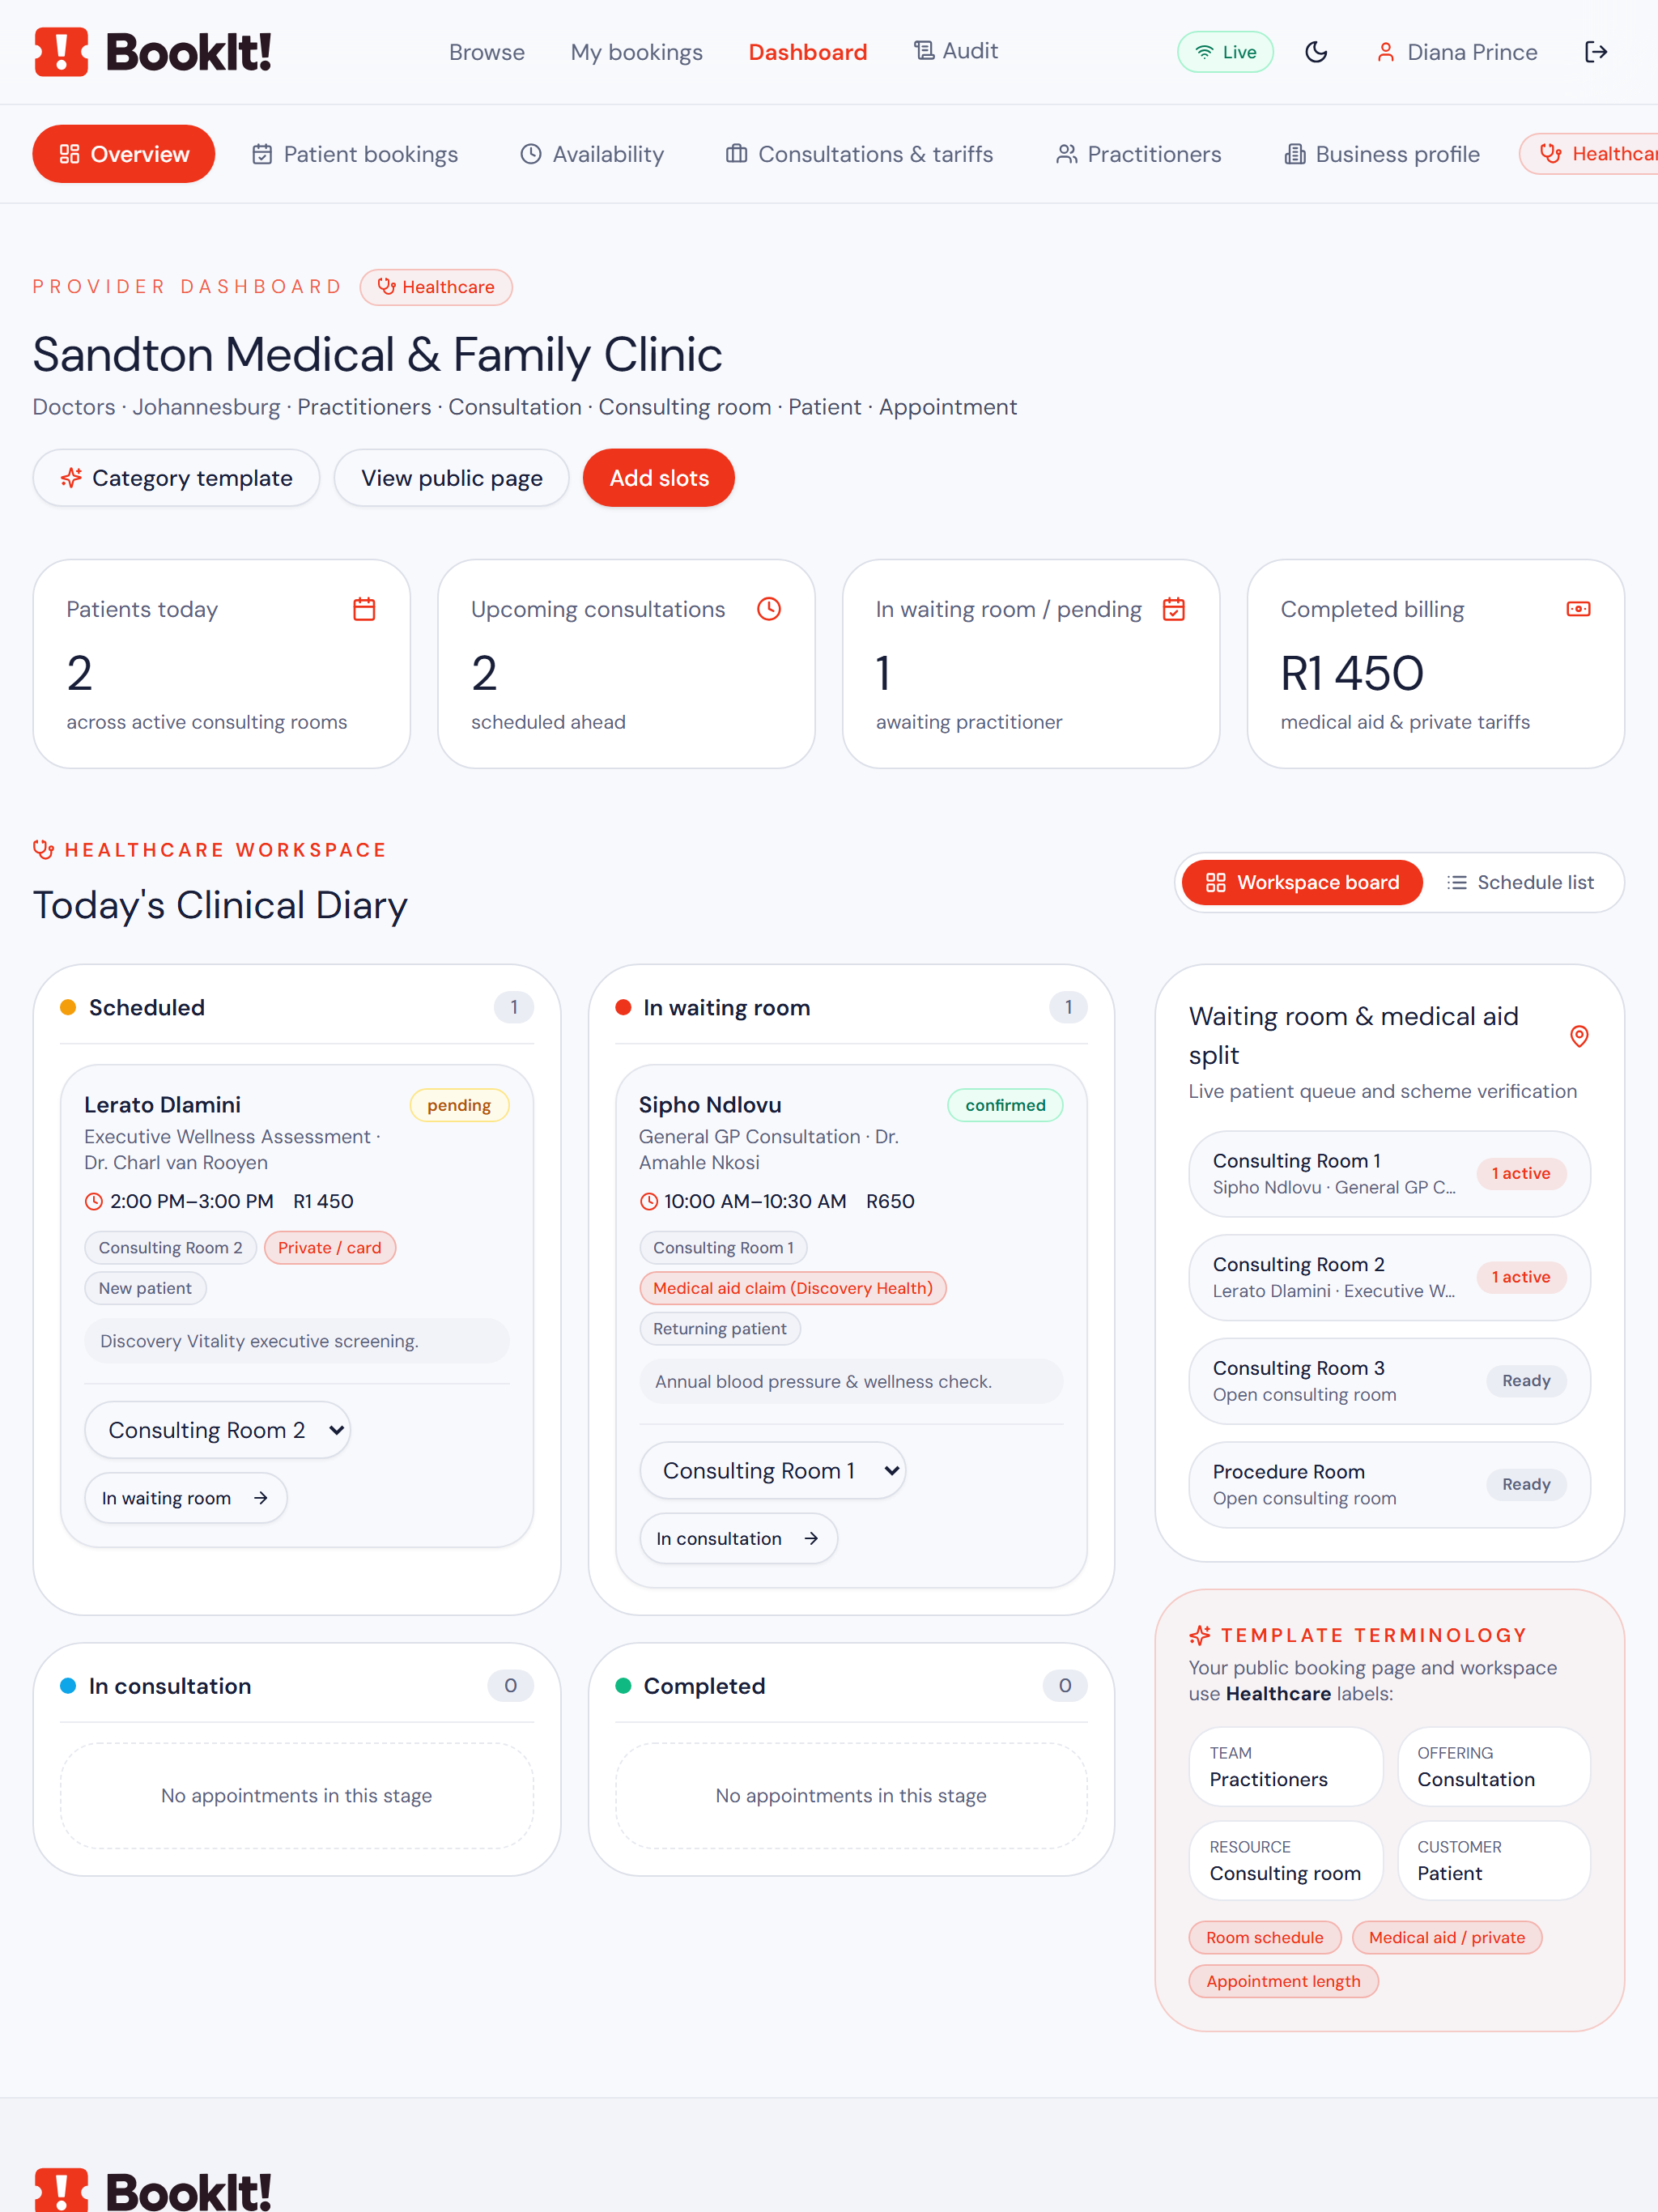 BookIt!
Browse
My bookings
Dashboard
Audit
Live
Diana Prince
Overview
Patient bookings
Availability
Consultations & tariffs
Practitioners
Business profile
PROVIDER DASHBOARD
Healthcare
Sandton Medical & Family Clinic
Doctors · Johannesburg · Practitioners · Consultation · Consulting room · Patient · Appointment
Category template
View public page
Add slots
Patients today
2
across active consulting rooms
Upcoming consultations
2
scheduled ahead
In waiting room / pending
1
awaiting practitioner
Completed billing
R1 450
medical aid & private tariffs
HEALTHCARE WORKSPACE
Today's Clinical Diary
Workspace board
Schedule list
Scheduled
1
Lerato Dlamini
pending
Executive Wellness Assessment ·
Dr. Charl van Rooyen
2:00 PM–3:00 PM R1 450
Consulting Room 2
Private / card
New patient
Discovery Vitality executive screening.
Consulting Room 2
In waiting room
In waiting room
1
Sipho Ndlovu
confirmed
General GP Consultation · Dr.
Amahle Nkosi
10:00 AM–10:30 AM R650
Consulting Room 1
Medical aid claim (Discovery Health)
Returning patient
Annual blood pressure & wellness check.
Consulting Room 1
In consultation
In consultation
0
No appointments in this stage
Completed
0
No appointments in this stage
Waiting room & medical aid
split
Live patient queue and scheme verification
Consulting Room 1
Sipho Ndlovu · General GP C...
1 active
Consulting Room 2
Lerato Dlamini · Executive W...
1 active
Consulting Room 3
Open consulting room
Ready
Procedure Room
Open consulting room
Ready
TEMPLATE TERMINOLOGY
Your public booking page and workspace
use Healthcare labels:
TEAM
Practitioners
OFFERING
Consultation
RESOURCE
Consulting room
CUSTOMER
Patient
Room schedule
Medical aid / private
Appointment length
BookIt!